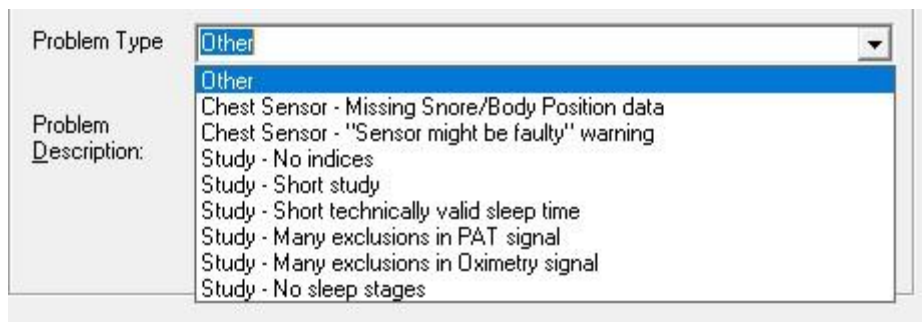 Problem Type
Other
Other
Chest Sensor - Missing Snore/Body Position data
Chest Sensor - "Sensor might be faulty" warning
Study - No indices
Study - Short study
Study - Short technically valid sleep time
Study - Many exclusions in PAT signal
Study - Many exclusions in Oximetry signal
Study - No sleep stages
Problem
Description: